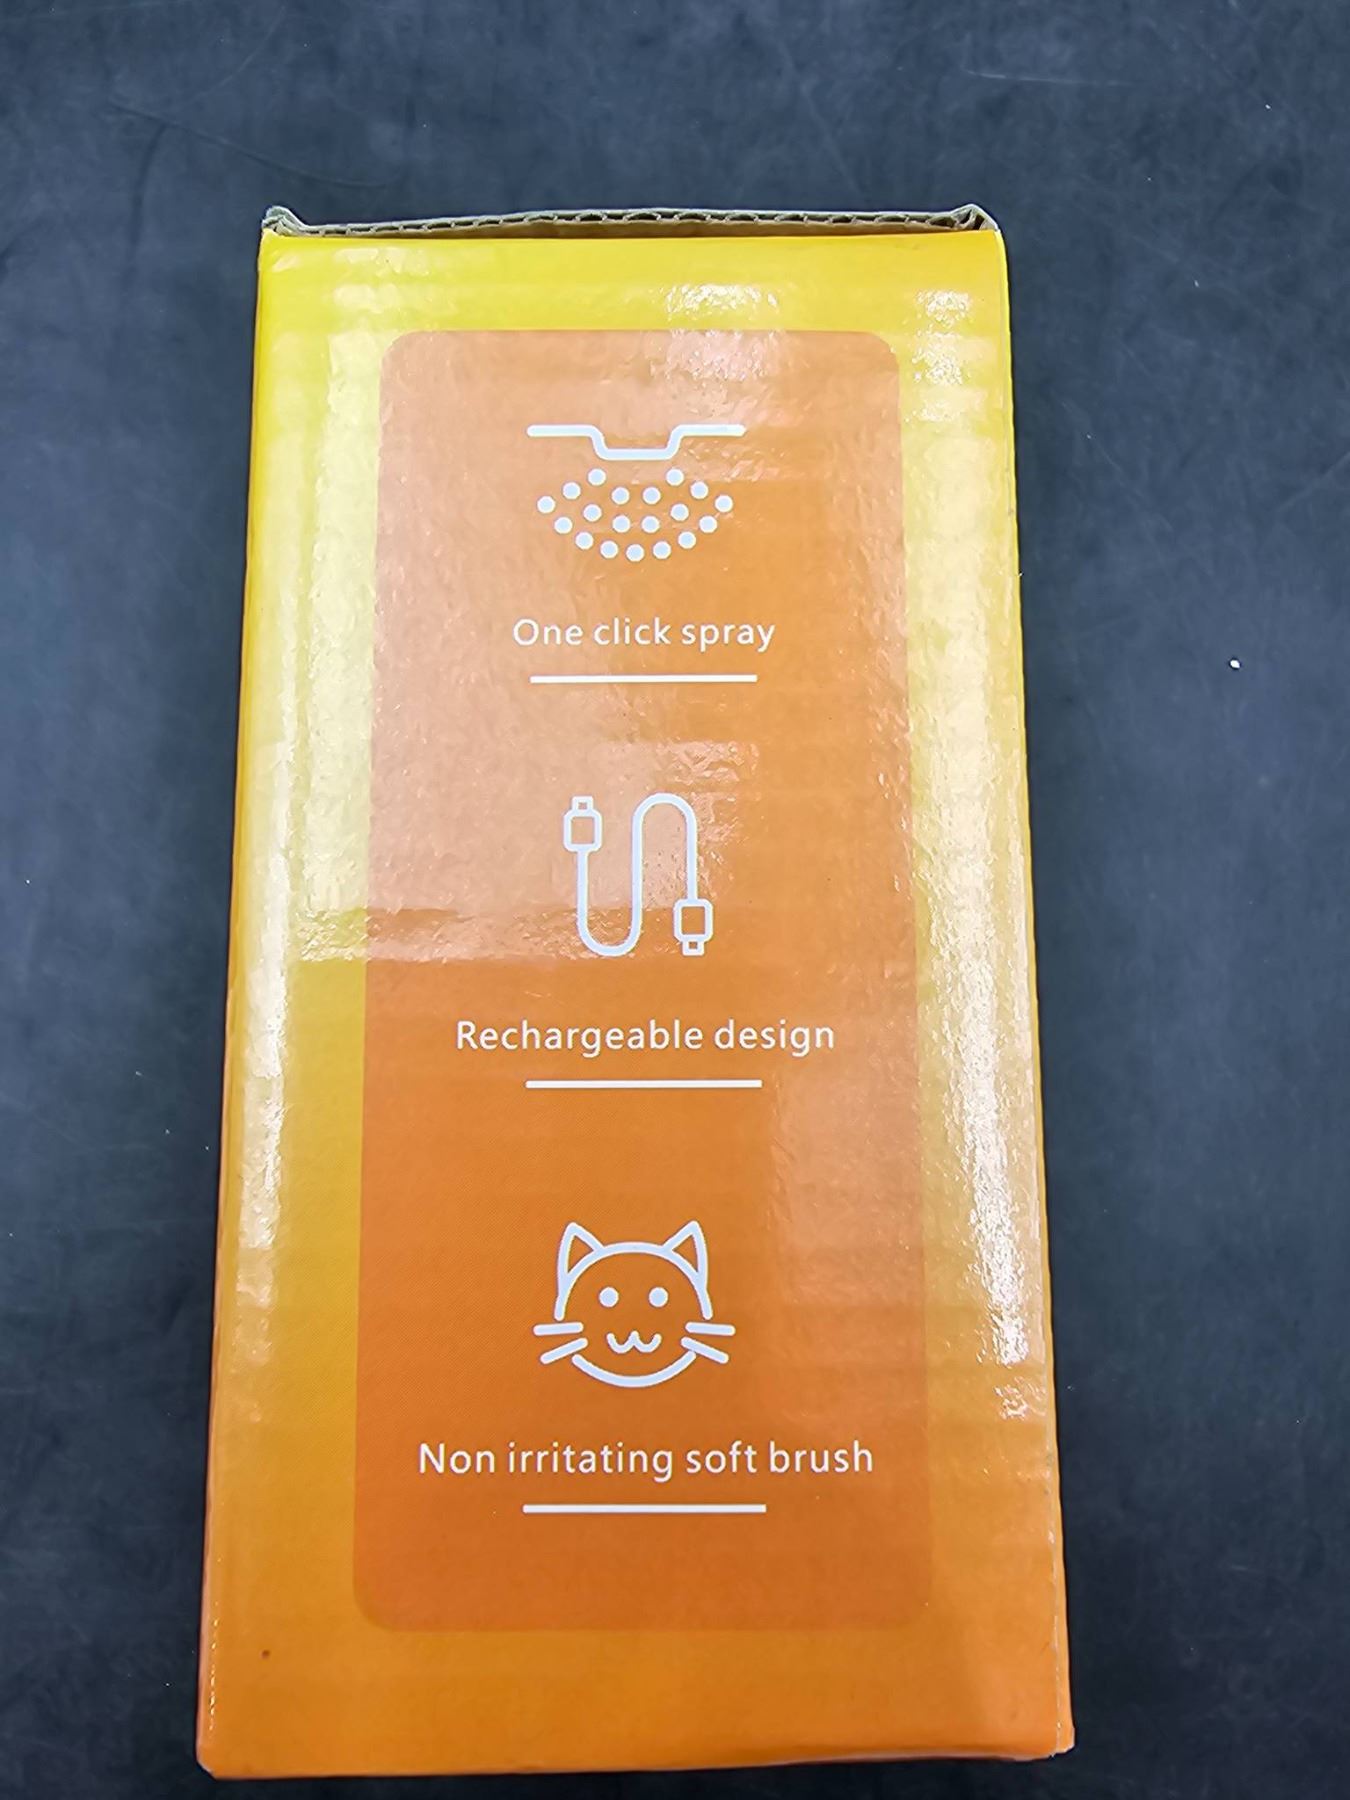 One click spray
Rechargeable design
Non irritating soft brush